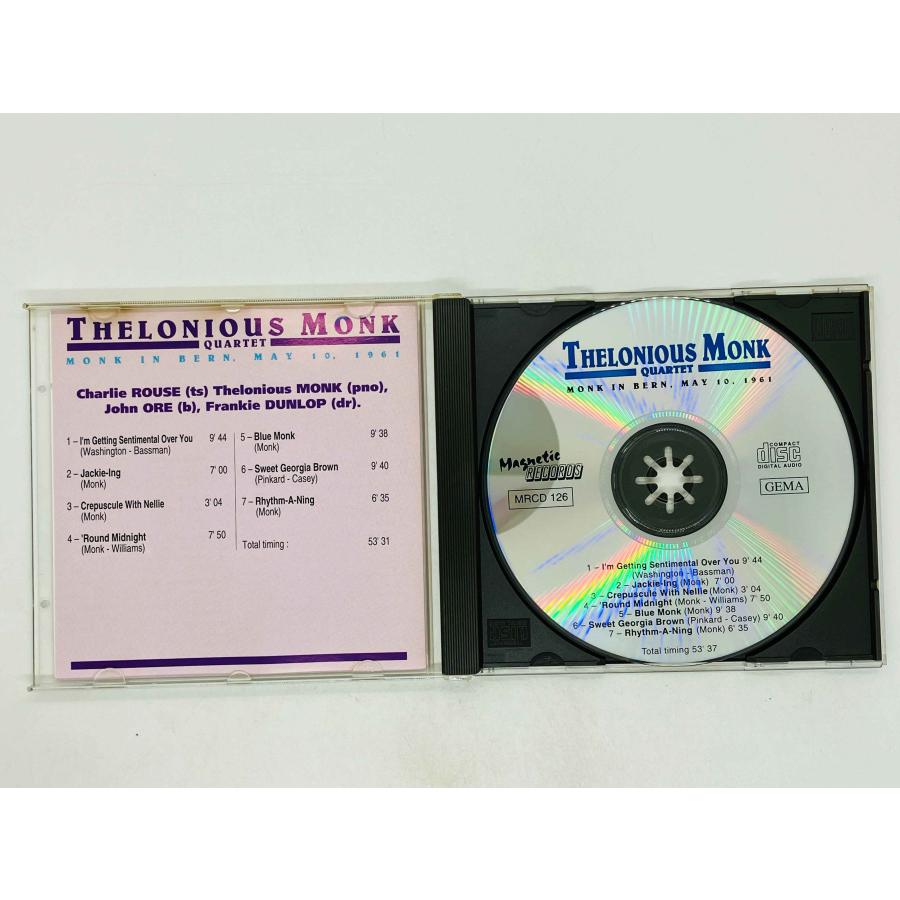 THELONIOUS MONK
QUARTET
MONK IN BERN, MAY 10, 1961
Charlie ROUSE (ts) Thelonious MONK (pno),
John ORE (b), Frankie DUNLOP (dr).
1 – I'm Getting Sentimental Over You 9' 44
(Washington - Bassman)
2 – Jackie-Ing 7' 00
(Monk)
3 – Crepuscule With Nellie 3' 04
(Monk)
4 – 'Round Midnight 7' 50
(Monk - Williams)
5 – Blue Monk 9' 38
(Monk)
6 – Sweet Georgia Brown 9' 40
(Pinkard - Casey)
7 – Rhythm-A-Ning 6' 35
(Monk)
Total timing : 53' 31
THELONIOUS MONK
QUARTET
MONK IN BERN, MAY 10, 1961
Magnetic
RECORDS
MRCD 126
COMPACT
disc
DIGITAL AUDIO
GEMA
1 – I'm Getting Sentimental Over You 9' 44
(Washington - Bassman)
2 – Jackie-Ing (Monk) 7' 00
3 – Crepuscule With Nellie (Monk) 3' 04
4 – 'Round Midnight (Monk - Williams) 7' 50
5 – Blue Monk (Monk) 9' 38
6 – Sweet Georgia Brown (Pinkard - Casey) 9' 40
7 – Rhythm-A-Ning (Monk) 6' 35
Total timing 53' 37